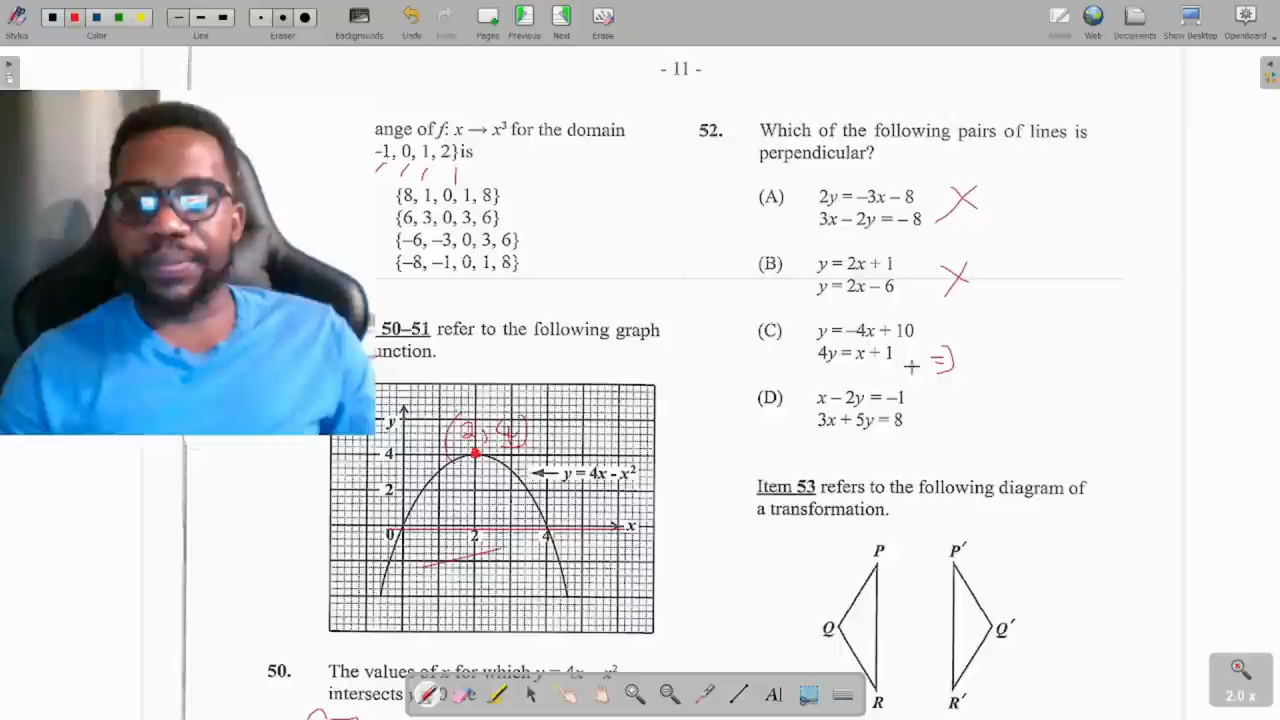 Stylus
Color
Line
Eraser
Backgrounds
Undo
Redo
Pages
Previous
Next
Erase
Board
Web
Documents
Show Desktop
OpenBoard
- 11 -
ange of f: x → x³ for the domain
-1, 0, 1, 2} is
{8, 1, 0, 1, 8}
{6, 3, 0, 3, 6}
{–6, –3, 0, 3, 6}
{–8, –1, 0, 1, 8}
50–51 refer to the following graph
unction.
y
(2, 4)
4
y = 4x - x²
2
0
2
4
x
50. The values of x for which y = 4x – x²
intersects
52. Which of the following pairs of lines is
perpendicular?
(A) 2y = –3x – 8
3x – 2y = – 8
(B) y = 2x + 1
y = 2x – 6
(C) y = –4x + 10
4y = x + 1 ⇒
(D) x – 2y = –1
3x + 5y = 8
Item 53 refers to the following diagram of
a transformation.
P P′
Q Q′
R R′
AI
2.0 x